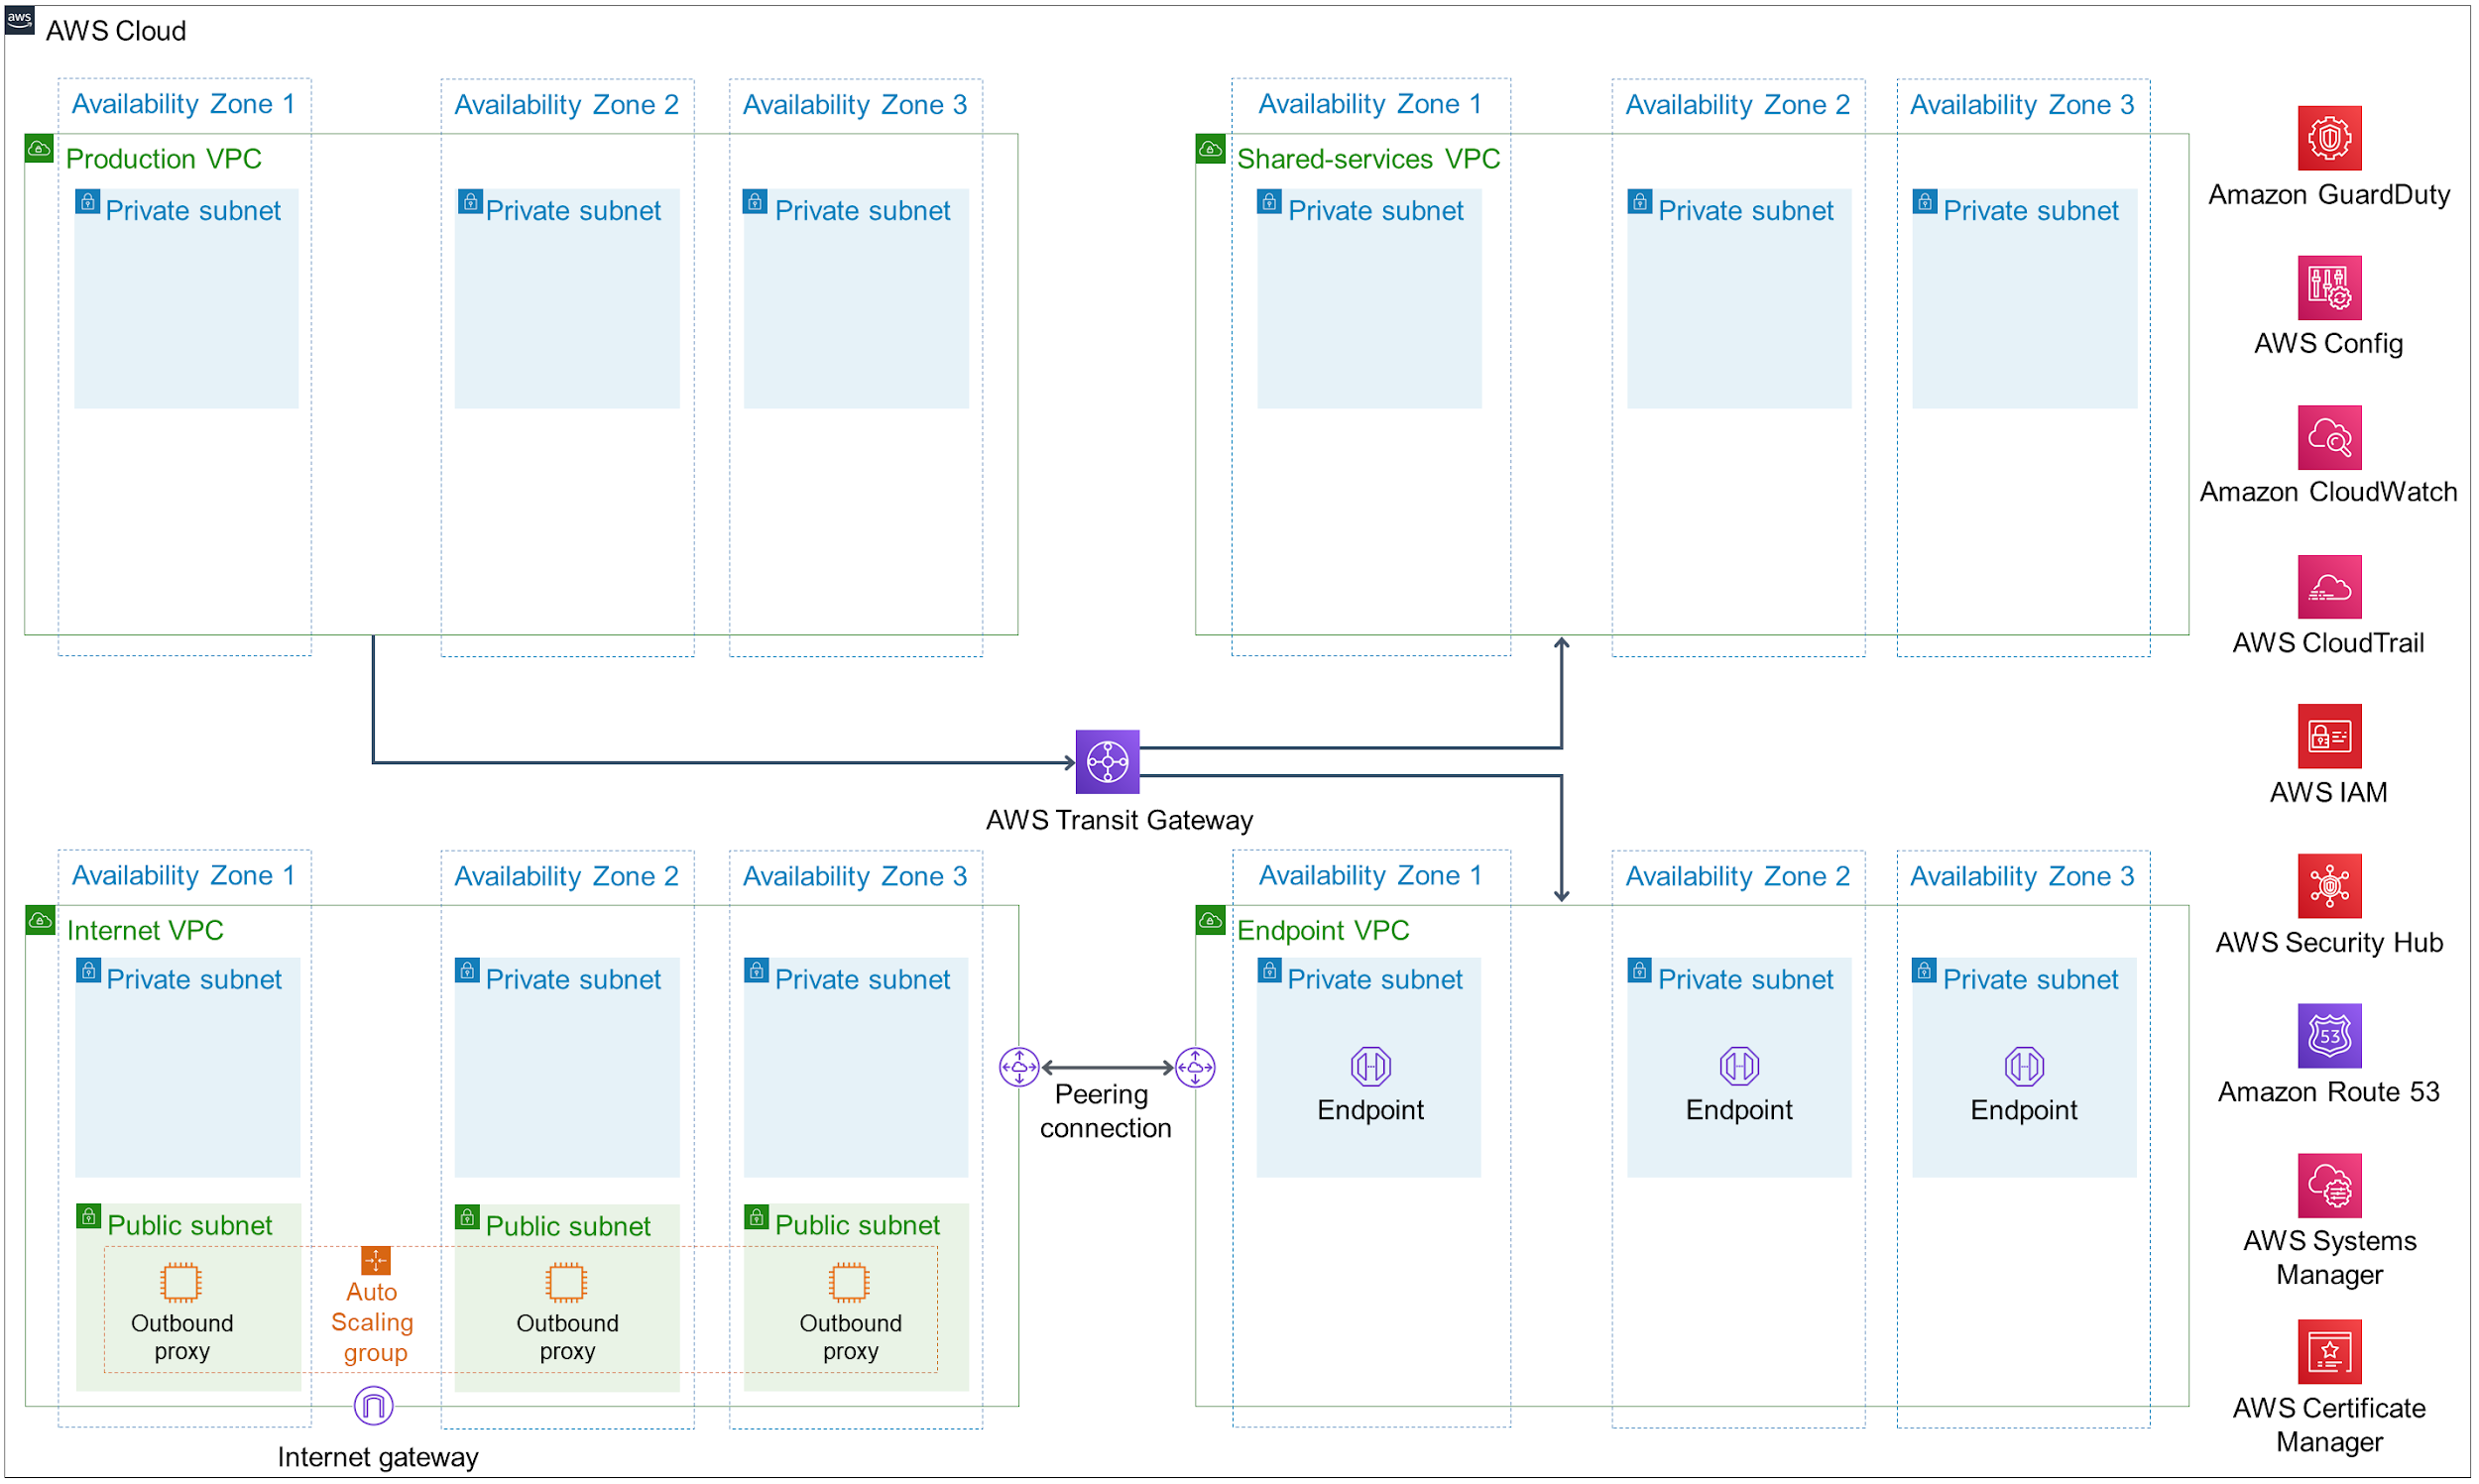 aws
AWS Cloud
Availability Zone 1
Availability Zone 2
Availability Zone 3
Production VPC
Private subnet
Private subnet
Private subnet
Availability Zone 1
Availability Zone 2
Availability Zone 3
Shared-services VPC
Private subnet
Private subnet
Private subnet
AWS Transit Gateway
Availability Zone 1
Availability Zone 2
Availability Zone 3
Internet VPC
Private subnet
Private subnet
Private subnet
Public subnet
Public subnet
Public subnet
Outbound
proxy
Auto
Scaling
group
Outbound
proxy
Outbound
proxy
Internet gateway
Peering
connection
Availability Zone 1
Availability Zone 2
Availability Zone 3
Endpoint VPC
Private subnet
Private subnet
Private subnet
Endpoint
Endpoint
Endpoint
Amazon GuardDuty
AWS Config
Amazon CloudWatch
AWS CloudTrail
AWS IAM
AWS Security Hub
53
Amazon Route 53
AWS Systems
Manager
AWS Certificate
Manager